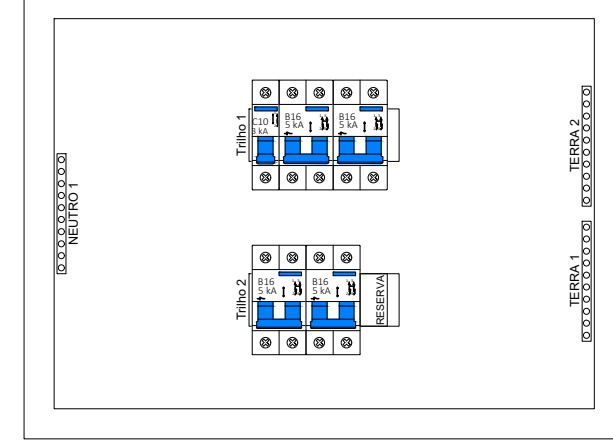 Trilho 1
C10
3 kA
B16
5 kA
B16
5 kA
NEUTRO 1
TERRA 2
Trilho 2
B16
5 kA
B16
5 kA
RESERVA
TERRA 1